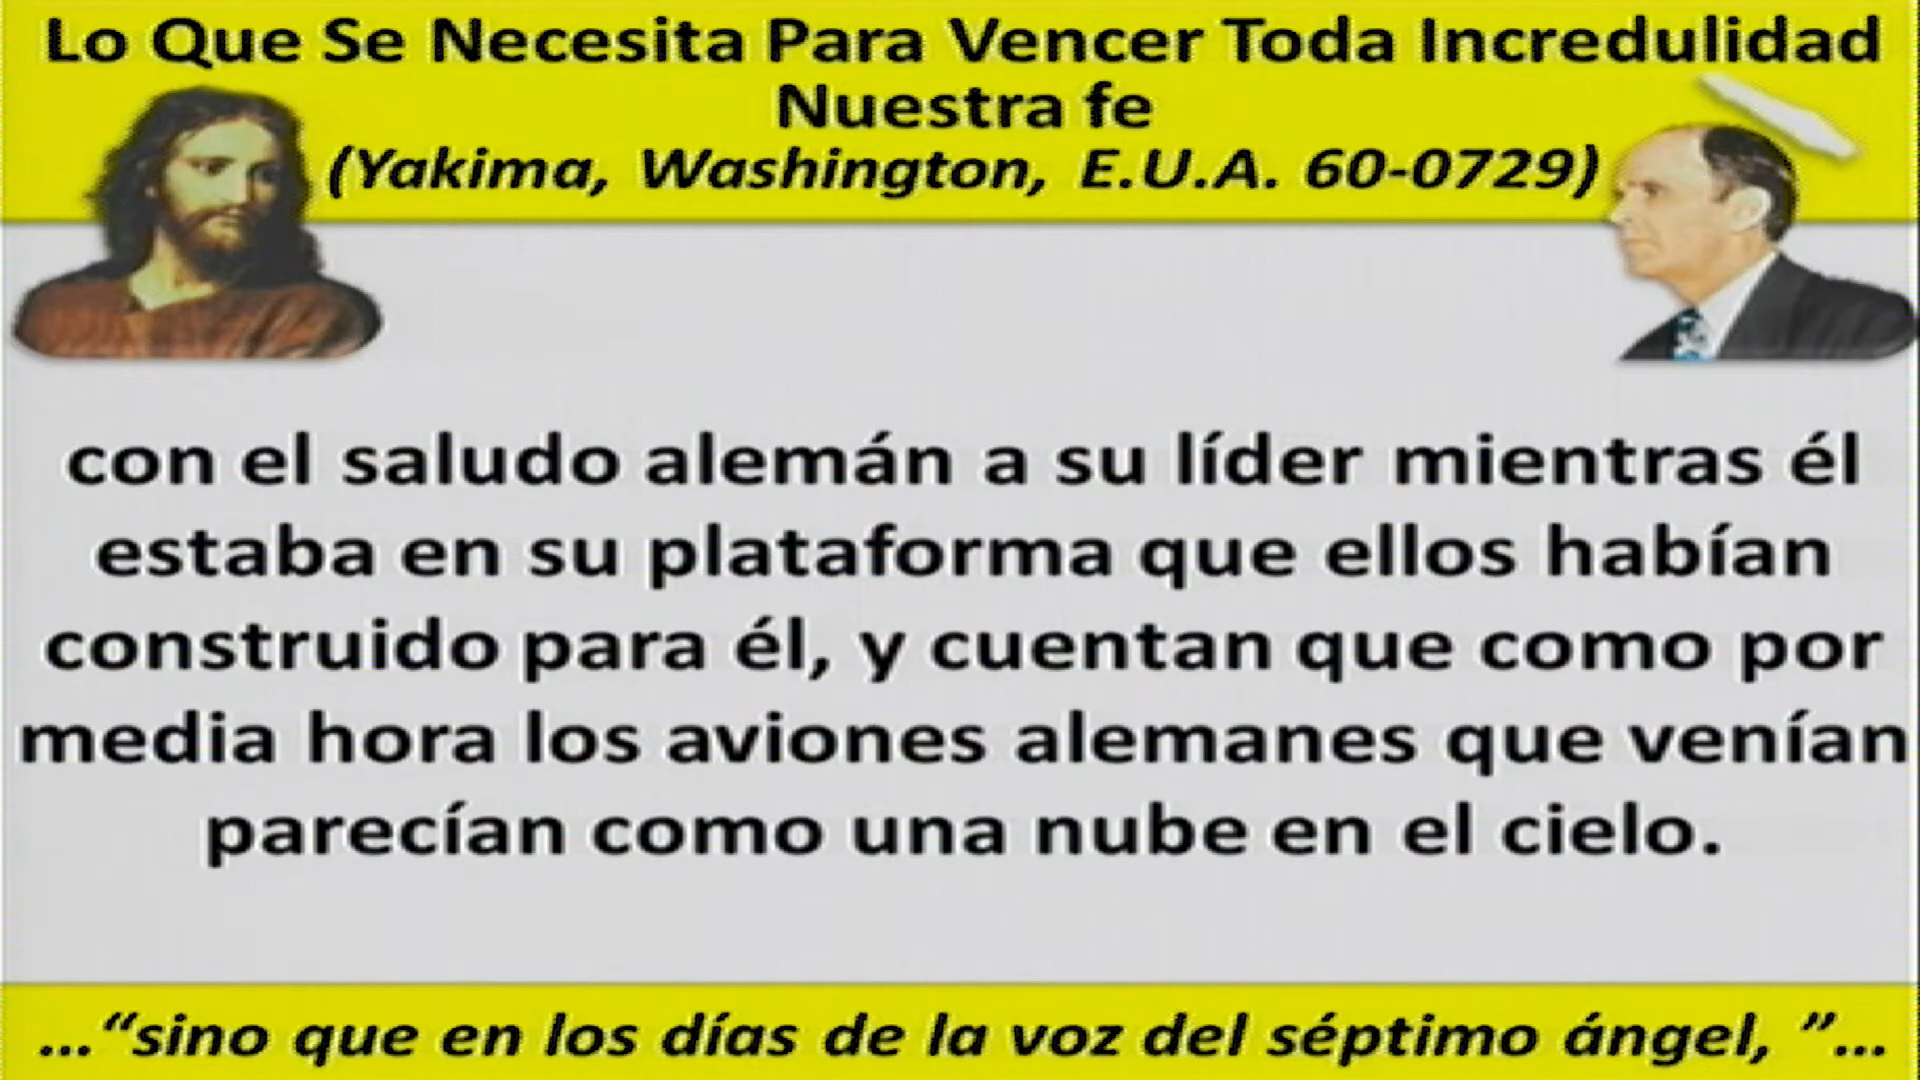 Lo Que Se Necesita Para Vencer Toda Incredulidad
Nuestra fe
(Yakima, Washington, E.U.A. 60-0729)
con el saludo alemán a su líder mientras él
estaba en su plataforma que ellos habían
construido para él, y cuentan que como por
media hora los aviones alemanes que venían
parecían como una nube en el cielo.
...“sino que en los días de la voz del séptimo ángel, ”...